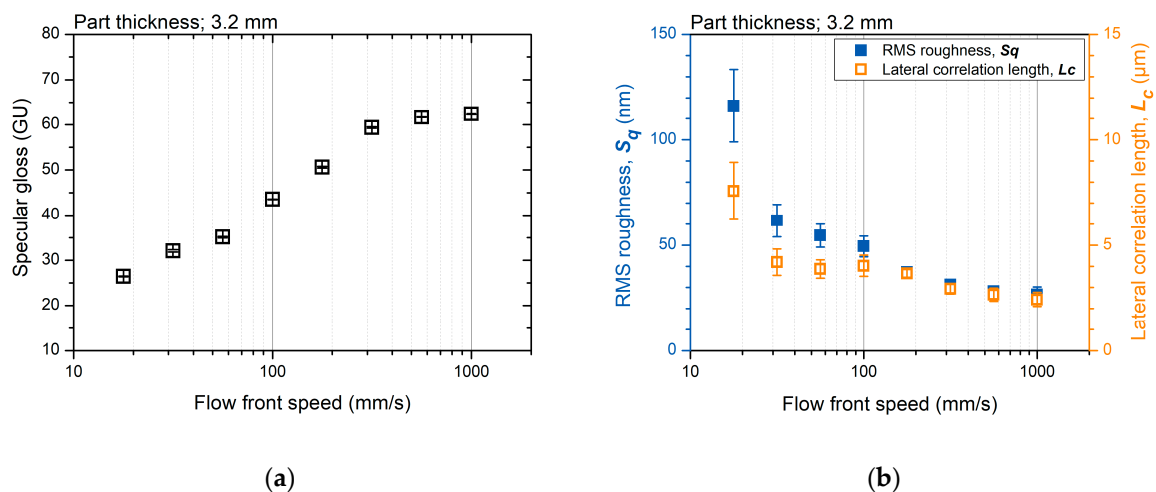 Part thickness; 3.2 mm
80
70
60
50
40
30
20
10
Specular gloss (GU)
10
100
1000
Flow front speed (mm/s)
(a)
Part thickness; 3.2 mm
RMS roughness, Sq
Lateral correlation length, Lc
150
100
50
0
RMS roughness, Sq (nm)
15
10
5
0
Lateral correlation length, Lc (μm)
10
100
1000
Flow front speed (mm/s)
(b)